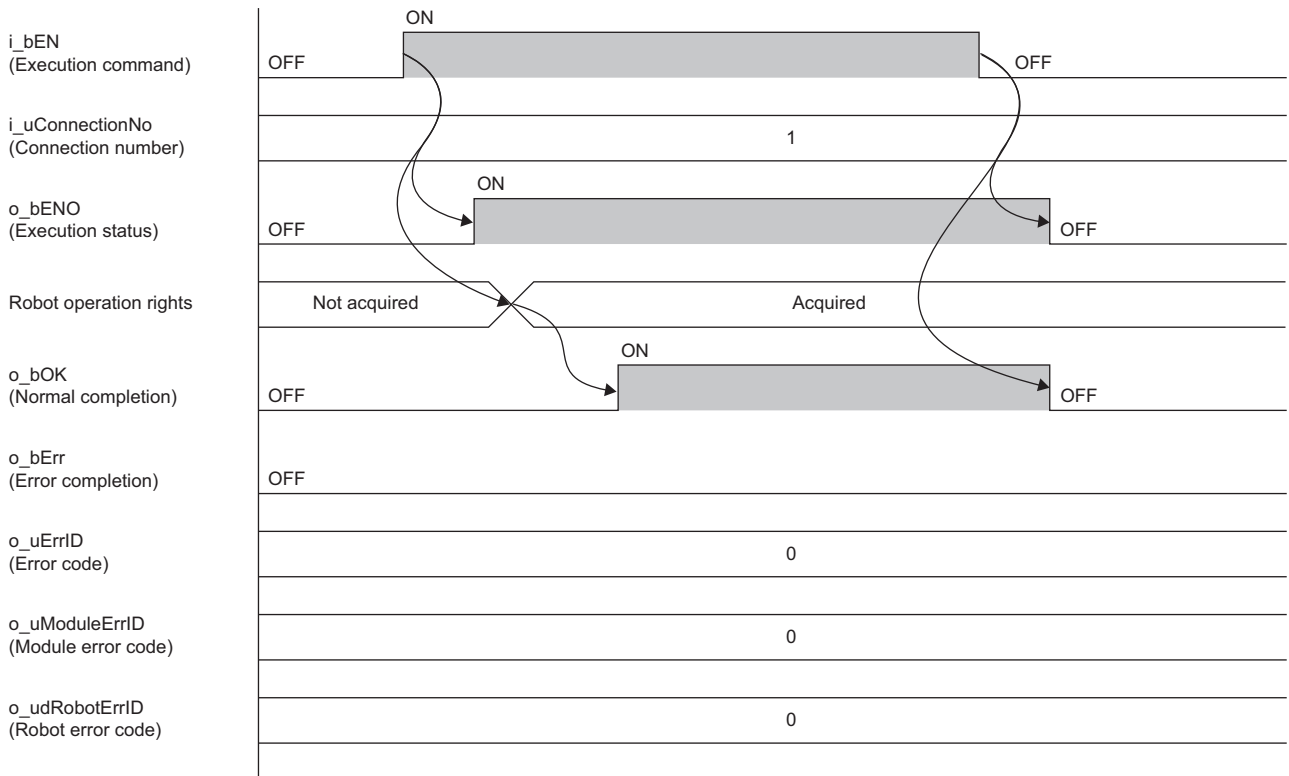 ON
i_bEN
(Execution command)
OFF
OFF
i_uConnectionNo
(Connection number)
1
ON
o_bENO
(Execution status)
OFF
OFF
Robot operation rights
Not acquired
Acquired
ON
o_bOK
(Normal completion)
OFF
OFF
o_bErr
(Error completion)
OFF
o_uErrID
(Error code)
0
o_uModuleErrID
(Module error code)
0
o_udRobotErrID
(Robot error code)
0